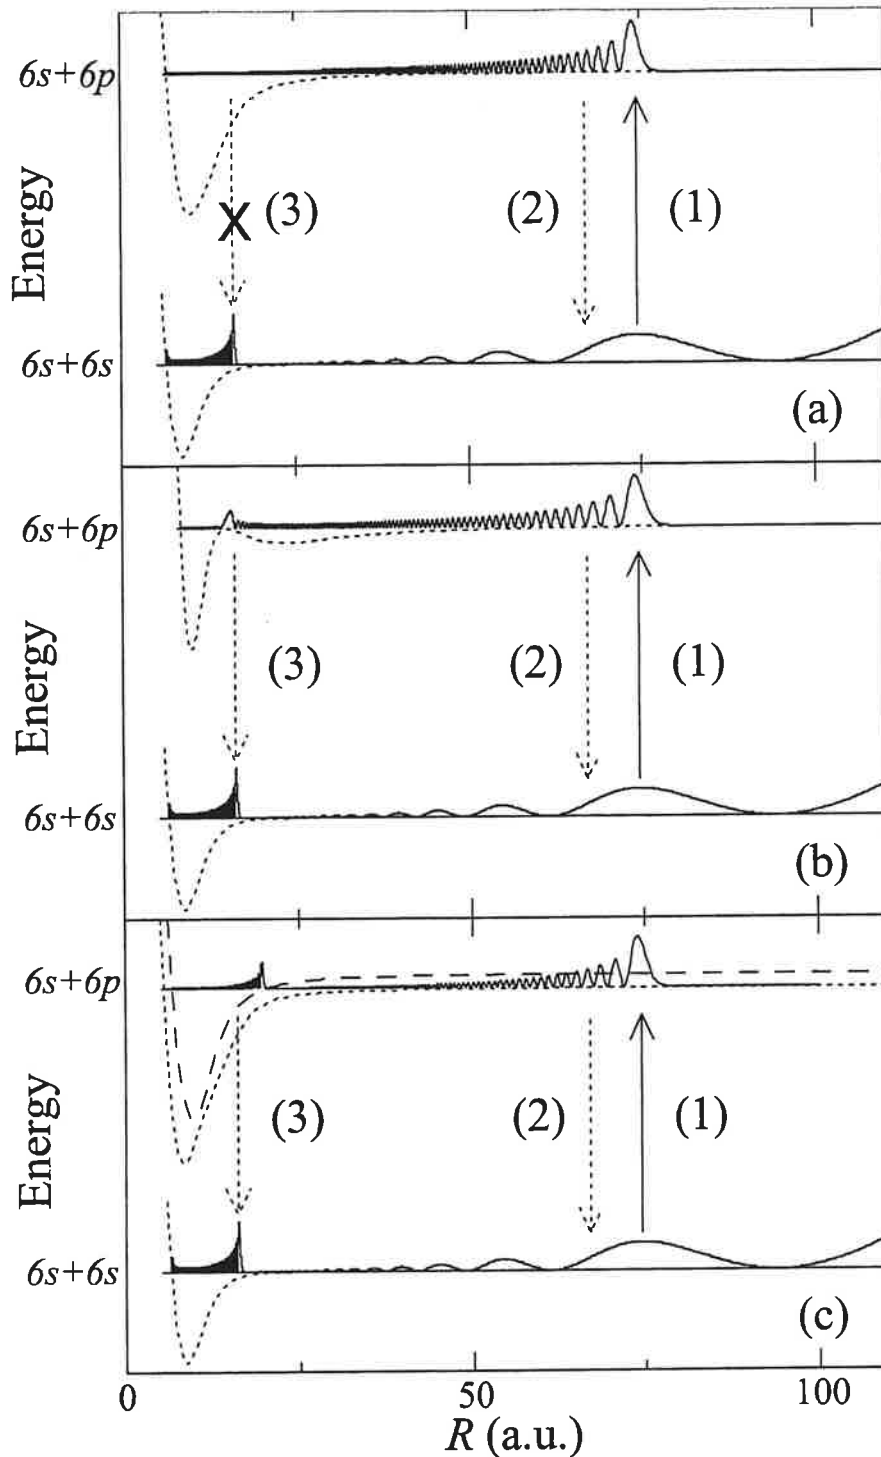 6s+6p
Energy
X (3) (2) (1)
6s+6s
(a)
6s+6p
Energy
(3) (2) (1)
6s+6s
(b)
6s+6p
Energy
(3) (2) (1)
6s+6s
(c)
0 50 100
R (a.u.)